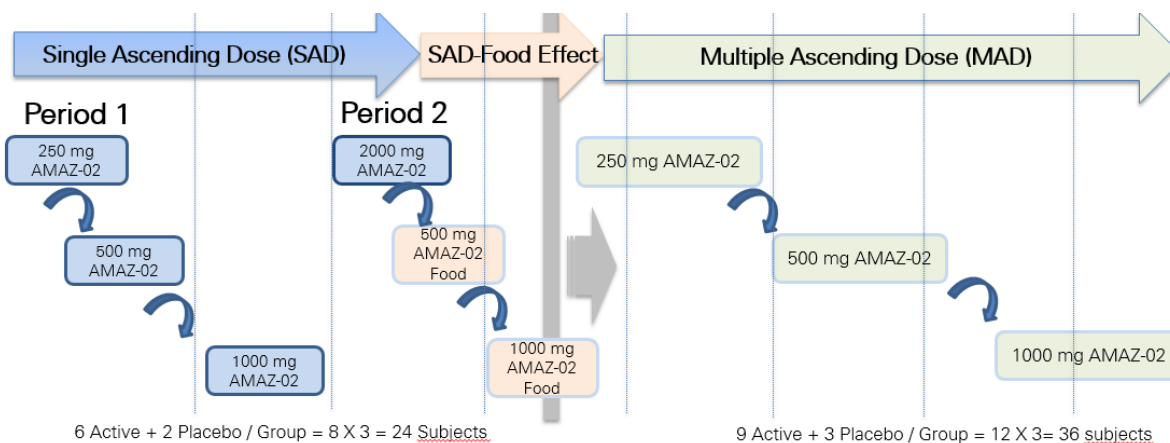 Single Ascending Dose (SAD)
SAD-Food Effect
Multiple Ascending Dose (MAD)
Period 1
Period 2
250 mg
AMAZ-02
2000 mg
AMAZ-02
250 mg AMAZ-02
500 mg
AMAZ-02
500 mg
AMAZ-02
Food
500 mg AMAZ-02
1000 mg
AMAZ-02
1000 mg
AMAZ-02
Food
1000 mg AMAZ-02
6 Active + 2 Placebo / Group = 8 X 3 = 24 Subjects
9 Active + 3 Placebo / Group = 12 X 3= 36 subjects